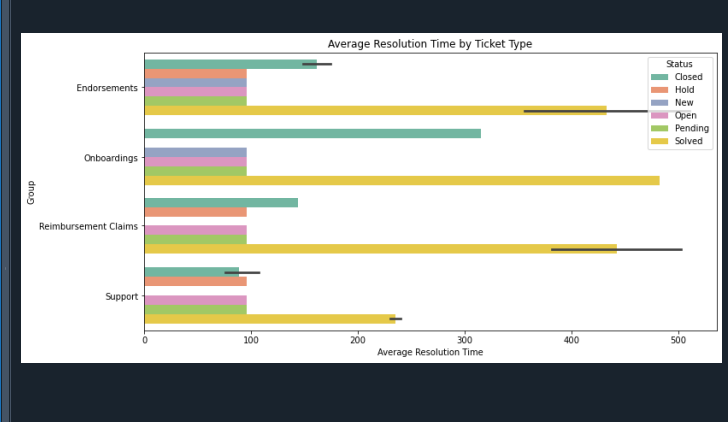 Average Resolution Time by Ticket Type
Status
Closed
Hold
New
Open
Pending
Solved
Group
Endorsements
Onboardings
Reimbursement Claims
Support
0 100 200 300 400 500
Average Resolution Time